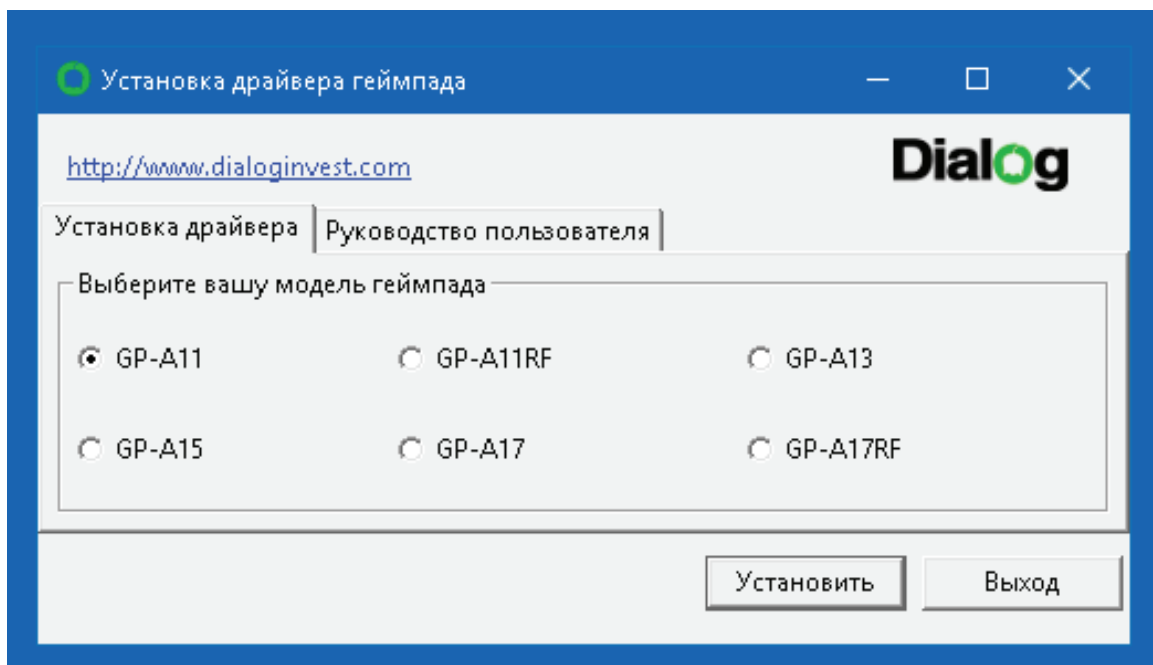 Установка драйвера геймпада
http://www.dialoginvest.com
Dialog
Установка драйвера Руководство пользователя
Выберите вашу модель геймпада
GP-A11 GP-A11RF GP-A13
GP-A15 GP-A17 GP-A17RF
Установить Выход